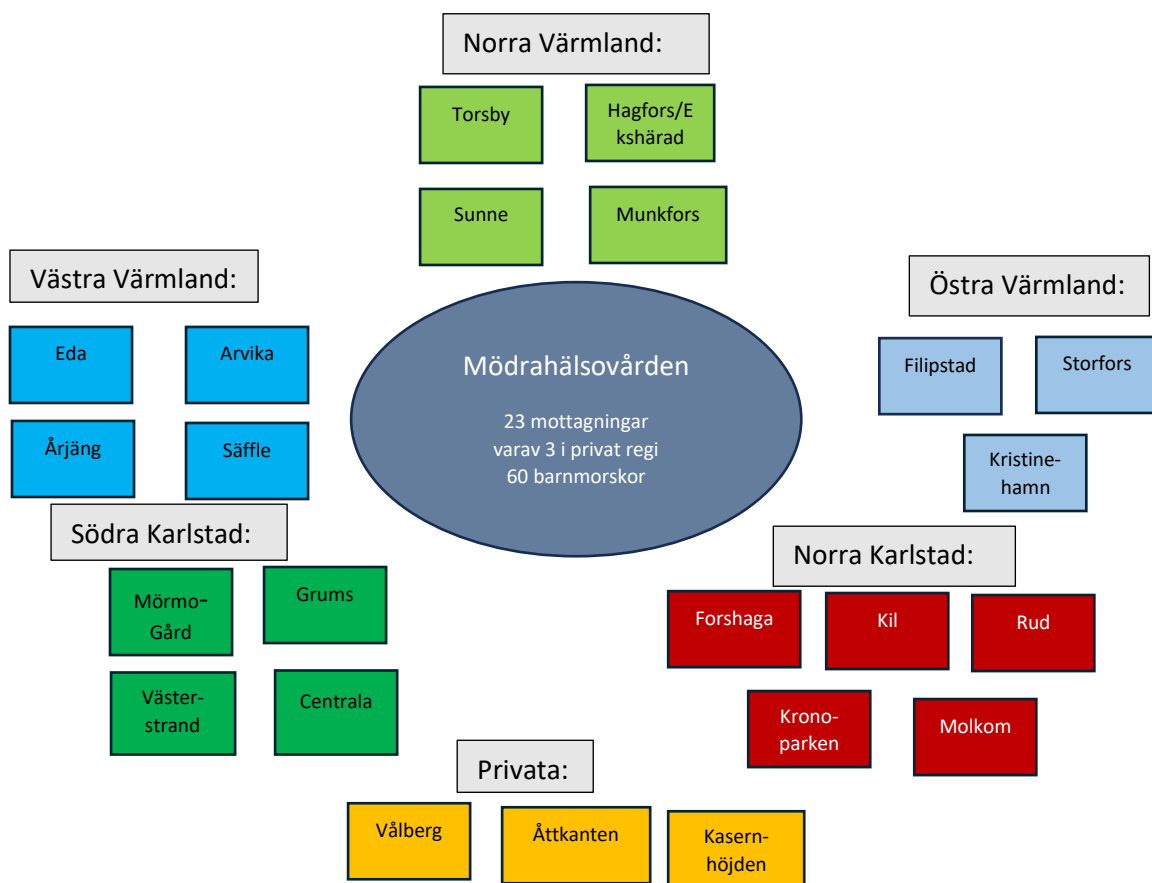 Norra Värmland:
Torsby
Hagfors/E
kshärad
Sunne
Munkfors
Västra Värmland:
Eda
Arvika
Årjäng
Säffle
Mödrahälsovården
23 mottagningar
varav 3 i privat regi
60 barnmorskor
Östra Värmland:
Filipstad
Storfors
Kristine-
hamn
Södra Karlstad:
Mörmo-
Gård
Grums
Väster-
strand
Centrala
Norra Karlstad:
Forshaga
Kil
Rud
Krono-
parken
Molkom
Privata:
Vålberg
Åttkanten
Kasern-
höjden